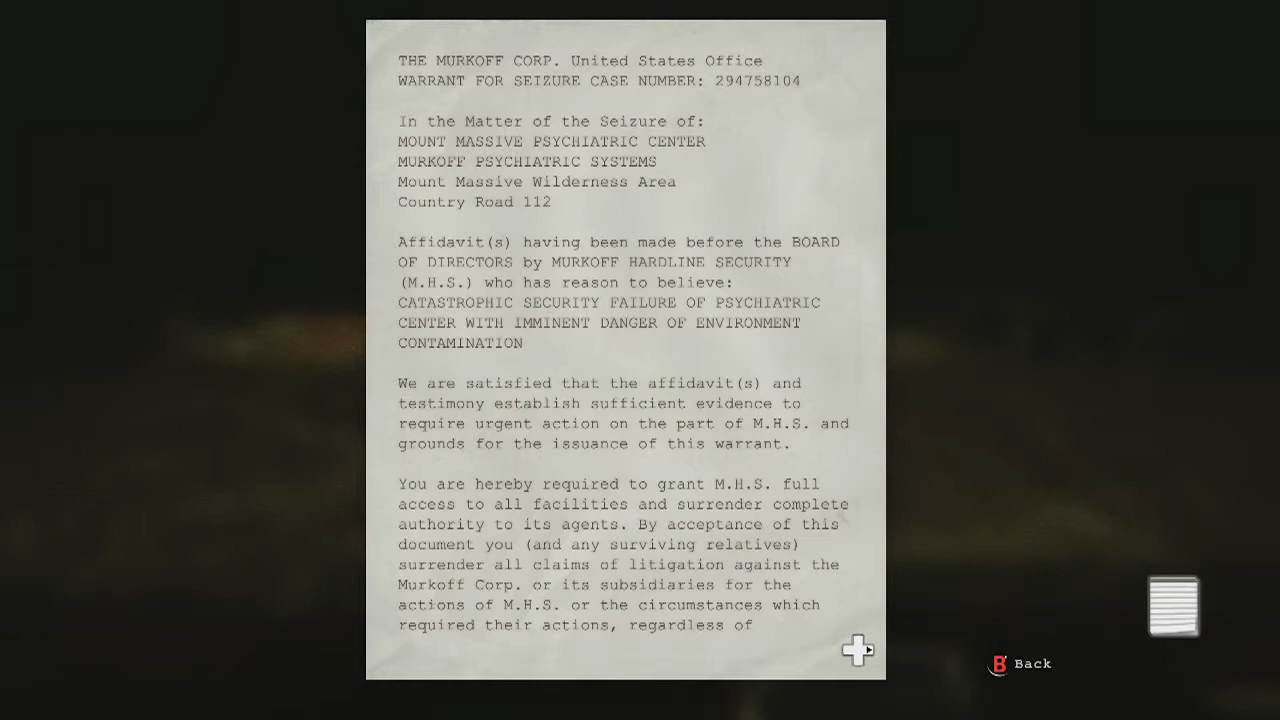 THE MURKOFF CORP. United States Office
WARRANT FOR SEIZURE CASE NUMBER: 294758104
In the Matter of the Seizure of:
MOUNT MASSIVE PSYCHIATRIC CENTER
MURKOFF PSYCHIATRIC SYSTEMS
Mount Massive Wilderness Area
Country Road 112
Affidavit(s) having been made before the BOARD
OF DIRECTORS by MURKOFF HARDLINE SECURITY
(M.H.S.) who has reason to believe:
CATASTROPHIC SECURITY FAILURE OF PSYCHIATRIC
CENTER WITH IMMINENT DANGER OF ENVIRONMENT
CONTAMINATION
We are satisfied that the affidavit(s) and
testimony establish sufficient evidence to
require urgent action on the part of M.H.S. and
grounds for the issuance of this warrant.
You are hereby required to grant M.H.S. full
access to all facilities and surrender complete
authority to its agents. By acceptance of this
document you (and any surviving relatives)
surrender all claims of litigation against the
Murkoff Corp. or its subsidiaries for the
actions of M.H.S. or the circumstances which
required their actions, regardless of
B Back